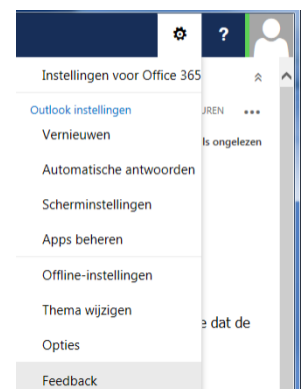 ?
Instellingen voor Office 365
Outlook instellingen
UREN •••
Vernieuwen
ls ongelezen
Automatische antwoorden
Scherminstellingen
Apps beheren
Offline-instellingen
Thema wijzigen
e dat de
Opties
Feedback